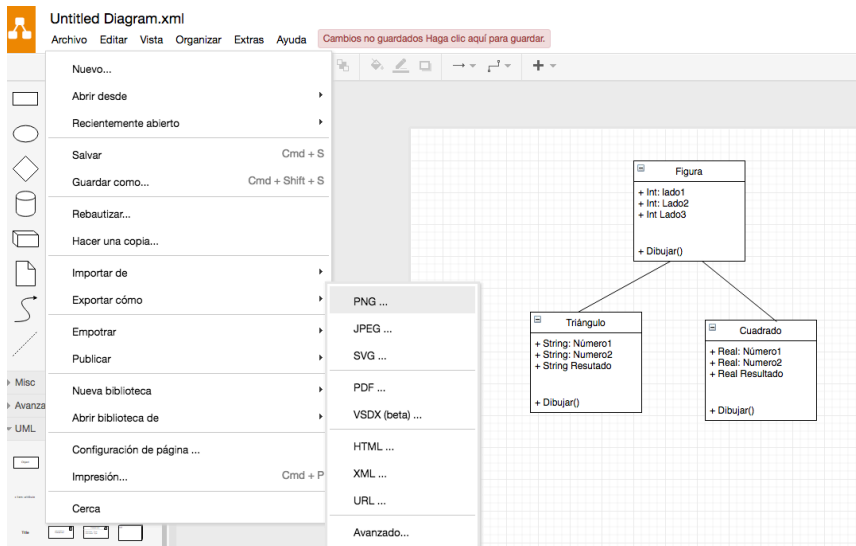 Untitled Diagram.xml
Archivo Editar Vista Organizar Extras Ayuda
Cambios no guardados Haga clic aquí para guardar.
Nuevo...
Abrir desde
Recientemente abierto
Salvar Cmd + S
Guardar como... Cmd + Shift + S
Rebautizar...
Hacer una copia...
Importar de
Exportar cómo
Empotrar
Publicar
Nueva biblioteca
Abrir biblioteca de
Configuración de página ...
Impresión... Cmd + P
Cerca
PNG ...
JPEG ...
SVG ...
PDF ...
VSDX (beta) ...
HTML ...
XML ...
URL ...
Avanzado...
Misc
Avanza
UML
Title
Figura
+ Int: lado1
+ Int: Lado2
+ Int Lado3
+ Dibujar()
Triángulo
+ String: Número1
+ String: Numero2
+ String Resutado
+ Dibujar()
Cuadrado
+ Real: Número1
+ Real: Numero2
+ Real Resultado
+ Dibujar()